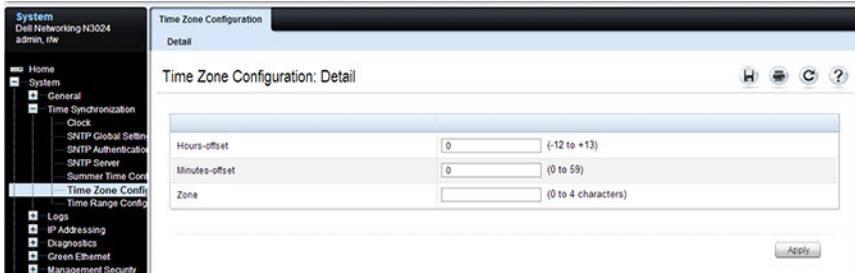 System
Dell Networking N3024
admin, r/w
Home
System
General
Time Synchronization
Clock
SNTP Global Settin
SNTP Authentication
SNTP Server
Summer Time Conf
Time Zone Config
Time Range Config
Logs
IP Addressing
Diagnostics
Green Ethernet
Management Security
Time Zone Configuration
Detail
Time Zone Configuration: Detail
Hours-offset 0 (-12 to +13)
Minutes-offset 0 (0 to 59)
Zone (0 to 4 characters)
Apply